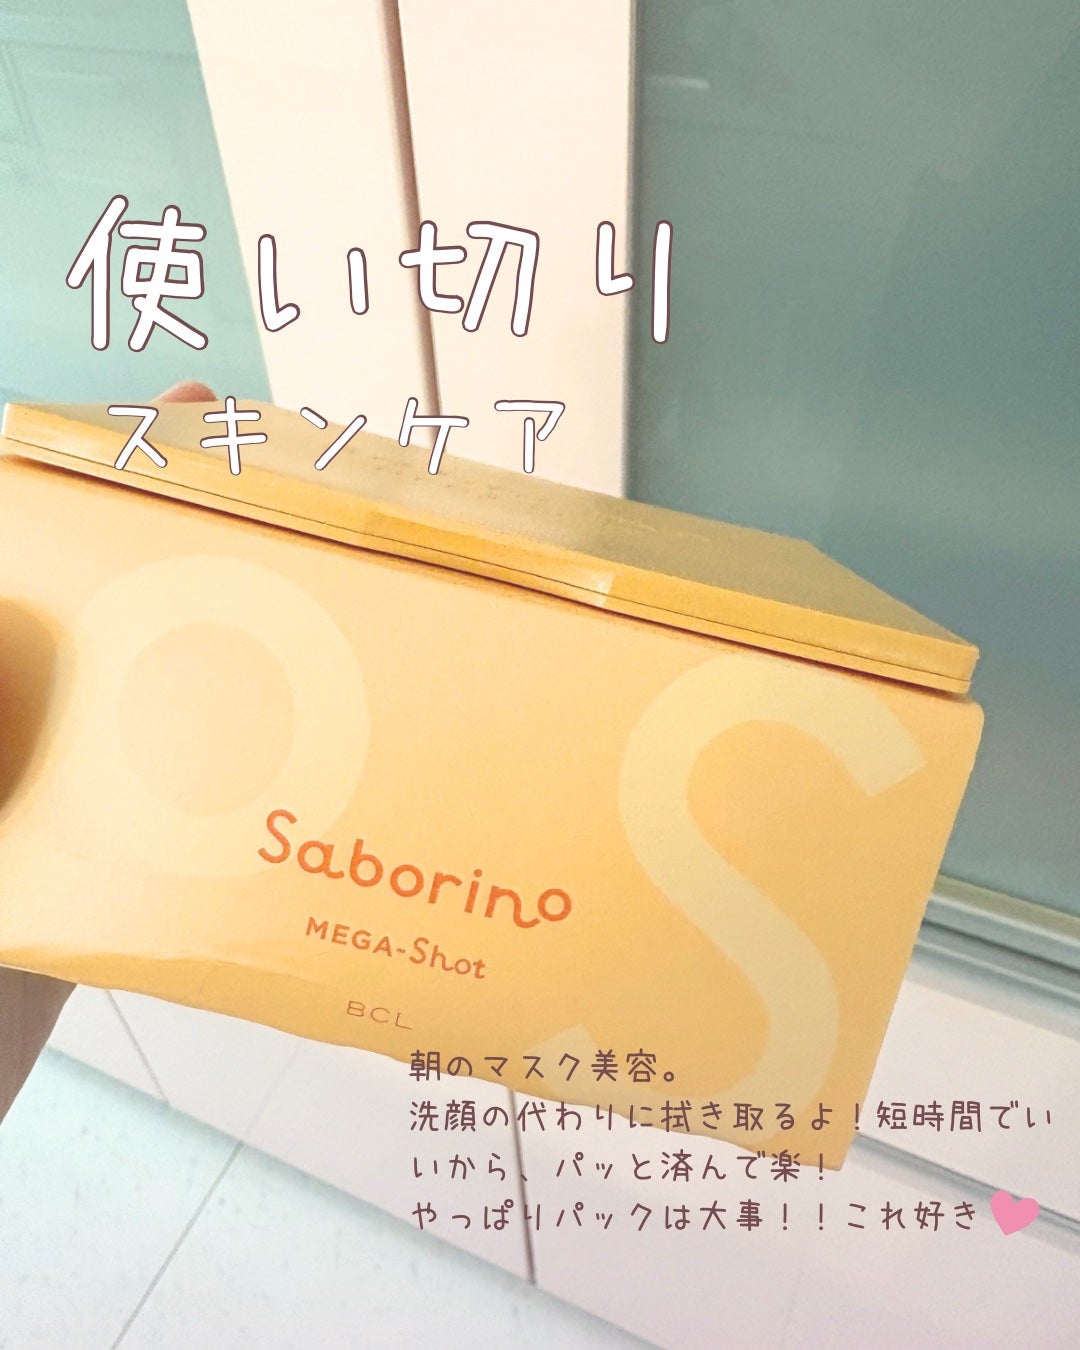 使い切り
スキンケア
Saborino
MEGA-Shot
BCL
朝のマスク美容。
洗顔の代わりに拭き取るよ！短時間でい
いから、パッと済んで楽！
やっぱりパックは大事！！これ好き